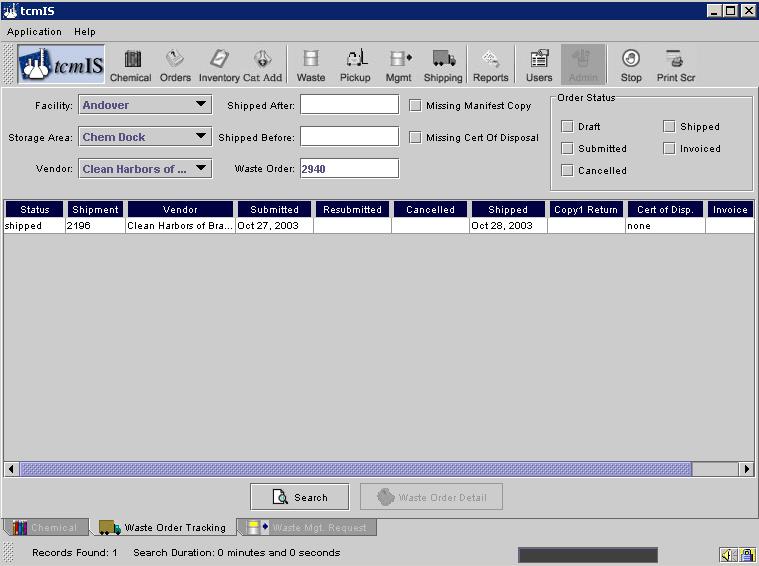 tcmIS
Application Help
tcmIS Chemical Orders Inventory Cat Add Waste Pickup Mgmt Shipping Reports Users Admin Stop Print Scr
Facility: Andover Shipped After: Missing Manifest Copy
Order Status
Draft Shipped
Storage Area: Chem Dock Shipped Before: Missing Cert Of Disposal
Submitted Invoiced
Vendor: Clean Harbors of ... Waste Order: 2940
Cancelled
Status Shipment Vendor Submitted Resubmitted Cancelled Shipped Copy1 Return Cert of Disp. Invoice
shipped 2196 Clean Harbors of Bra... Oct 27, 2003 Oct 28, 2003 none
Search Waste Order Detail
Chemical Waste Order Tracking Waste Mgt. Request
Records Found: 1 Search Duration: 0 minutes and 0 seconds